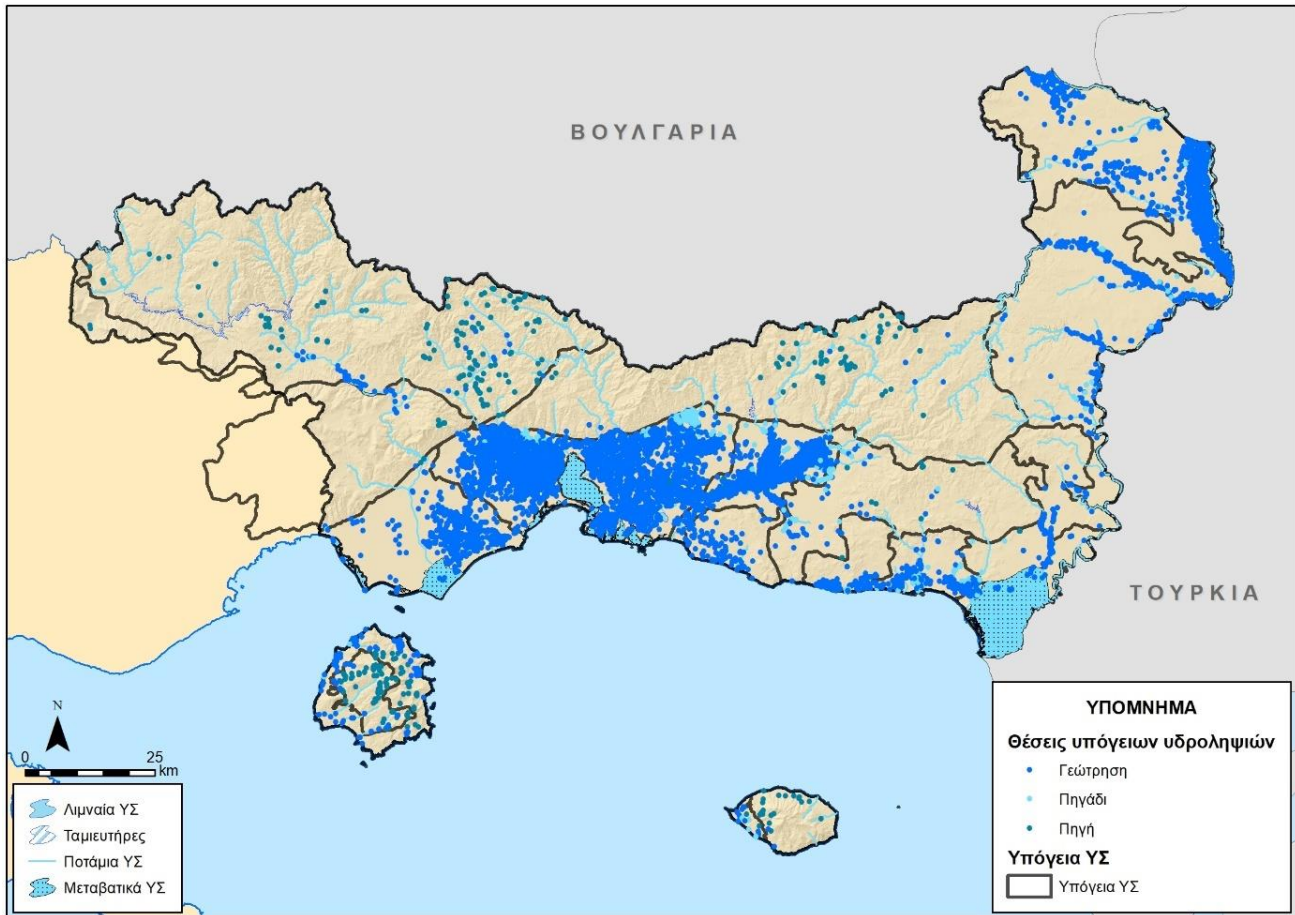 ΒΟΥΛΓΑΡΙΑ
ΤΟΥΡΚΙΑ
N
0 25
km
Λιμναία ΥΣ
Ταμιευτήρες
Ποτάμια ΥΣ
Μεταβατικά ΥΣ
ΥΠΟΜΝΗΜΑ
Θέσεις υπόγειων υδροληψιών
Γεώτρηση
Πηγάδι
Πηγή
Υπόγεια ΥΣ
Υπόγεια ΥΣ